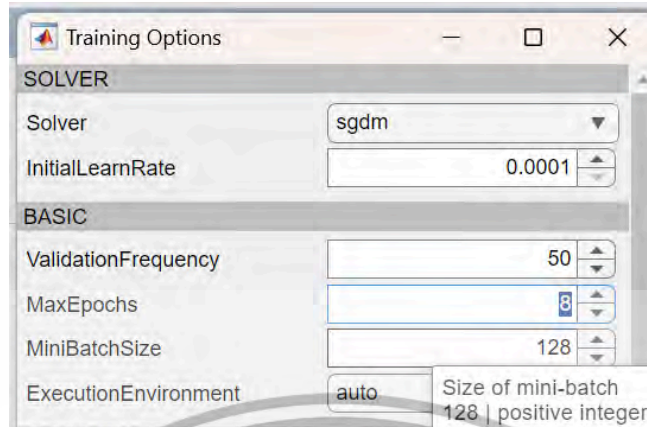 Training Options
SOLVER
Solver sgdm
InitialLearnRate 0.0001
BASIC
ValidationFrequency 50
MaxEpochs 8
MiniBatchSize 128
ExecutionEnvironment auto
Size of mini-batch
128 | positive integer